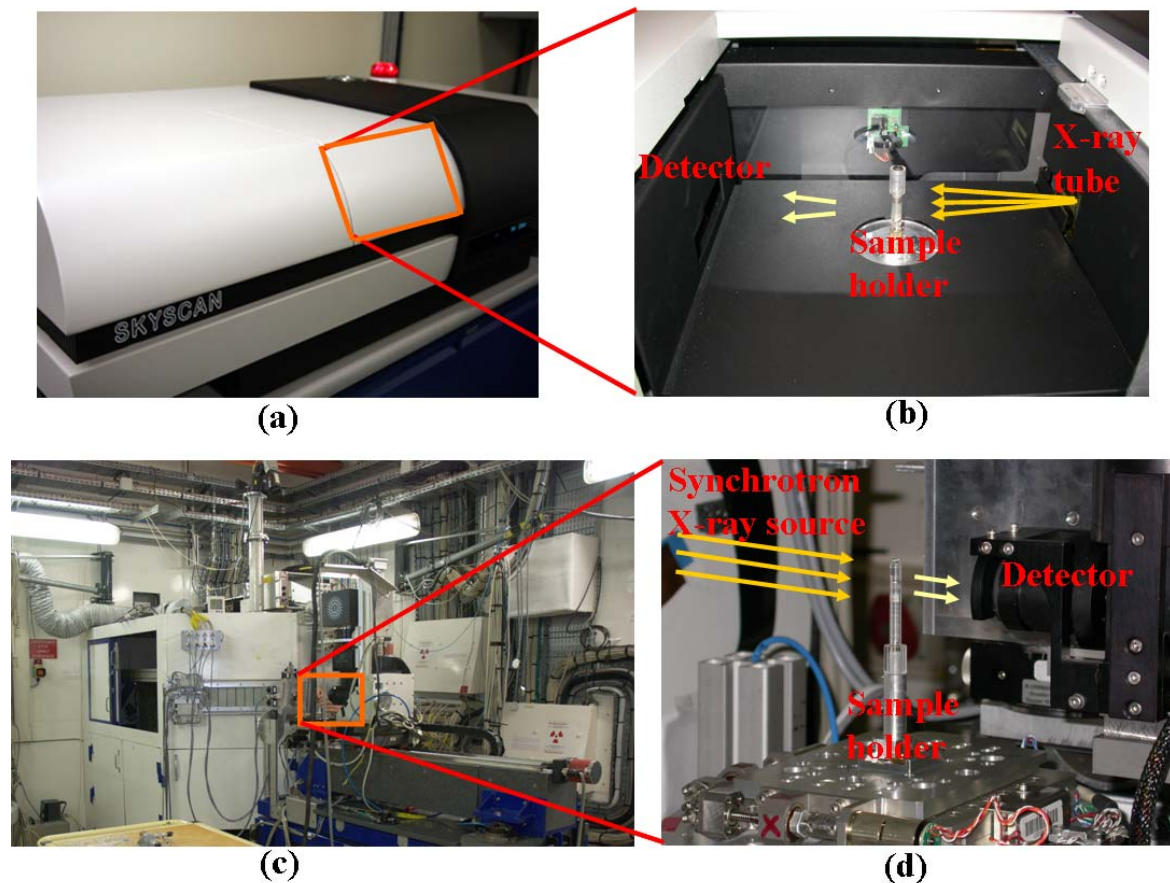 SKYSCAN
(a)
Detector
X-ray
tube
Sample
holder
(b)
(c)
Synchrotron
X-ray source
Detector
Sample
holder
X
(d)